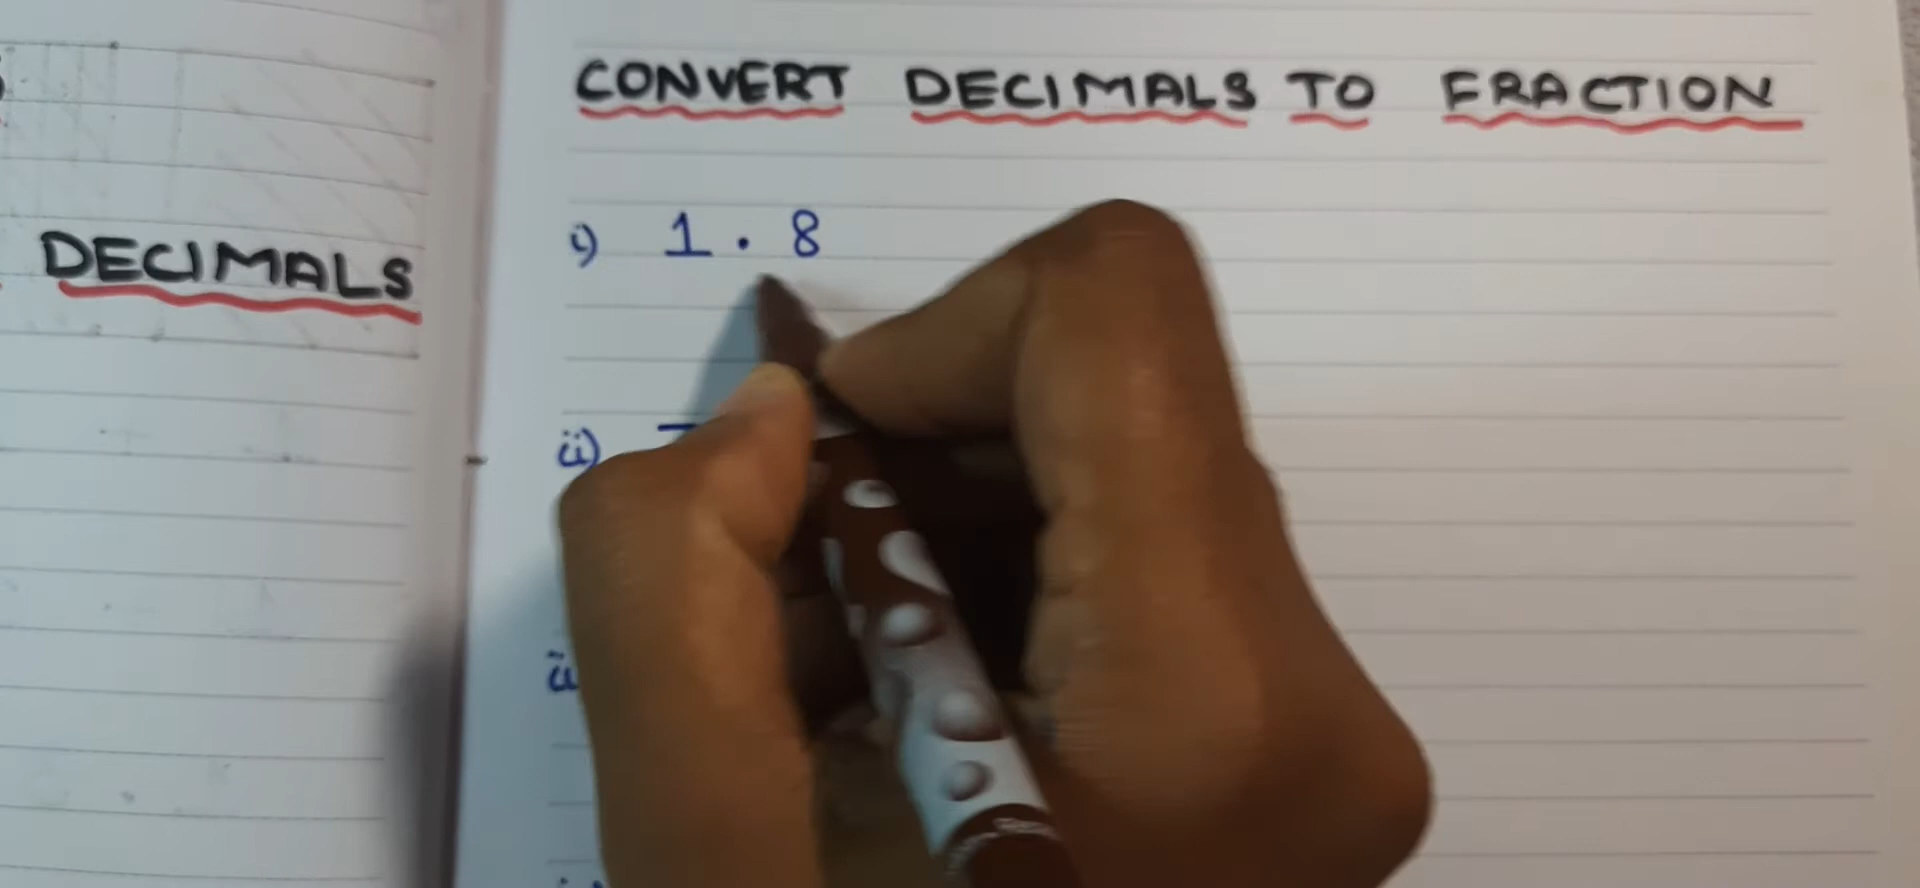 DECIMALS
CONVERT DECIMALS TO FRACTION
i) 1.8
ii)